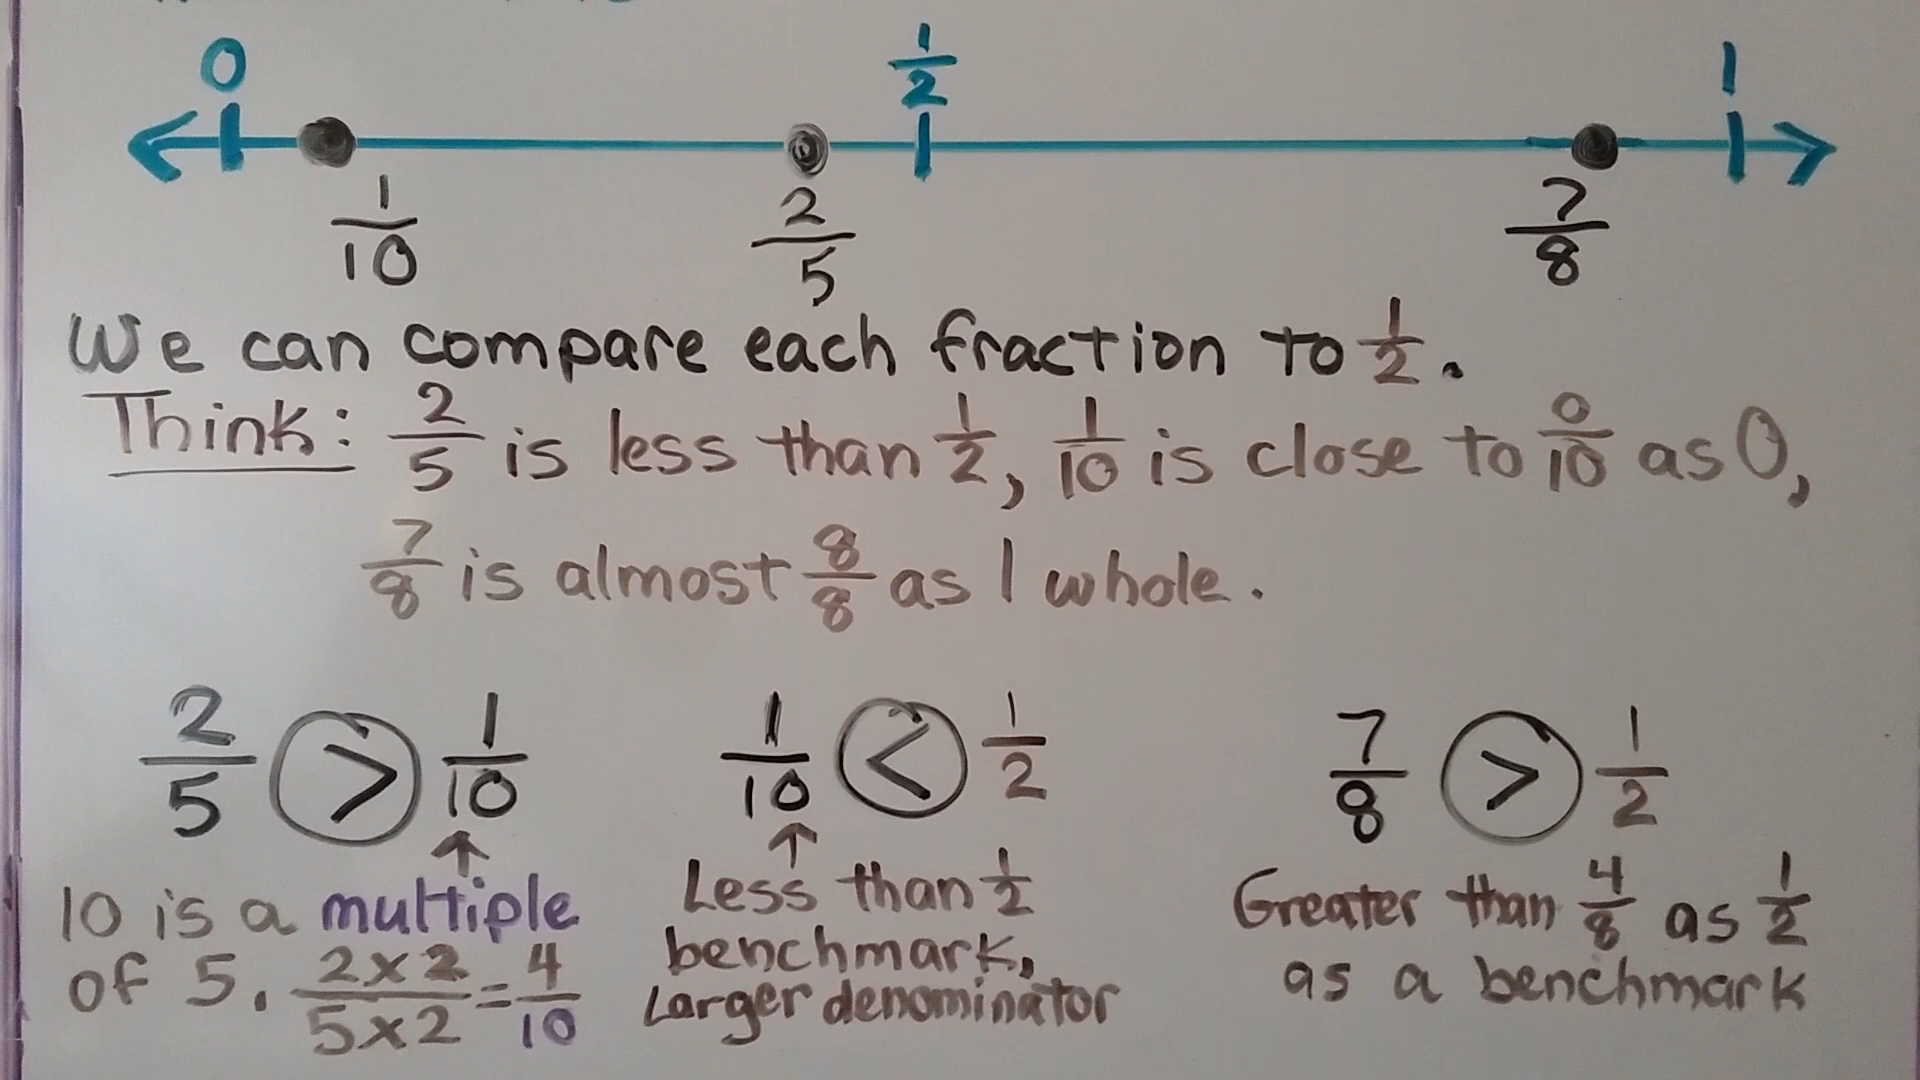 0 1/2 1
1/10 2/5 7/8
We can compare each fraction to 1/2.
Think: 2/5 is less than 1/2, 1/10 is close to 0/10 as 0,
7/8 is almost 8/8 as 1 whole.
2/5 > 1/10 1/10 < 1/2 7/8 > 1/2
↑ ↑
10 is a multiple
of 5. 2x2/5x2 = 4/10
Less than 1/2
benchmark,
Larger denominator
Greater than 4/8 as 1/2
as a benchmark